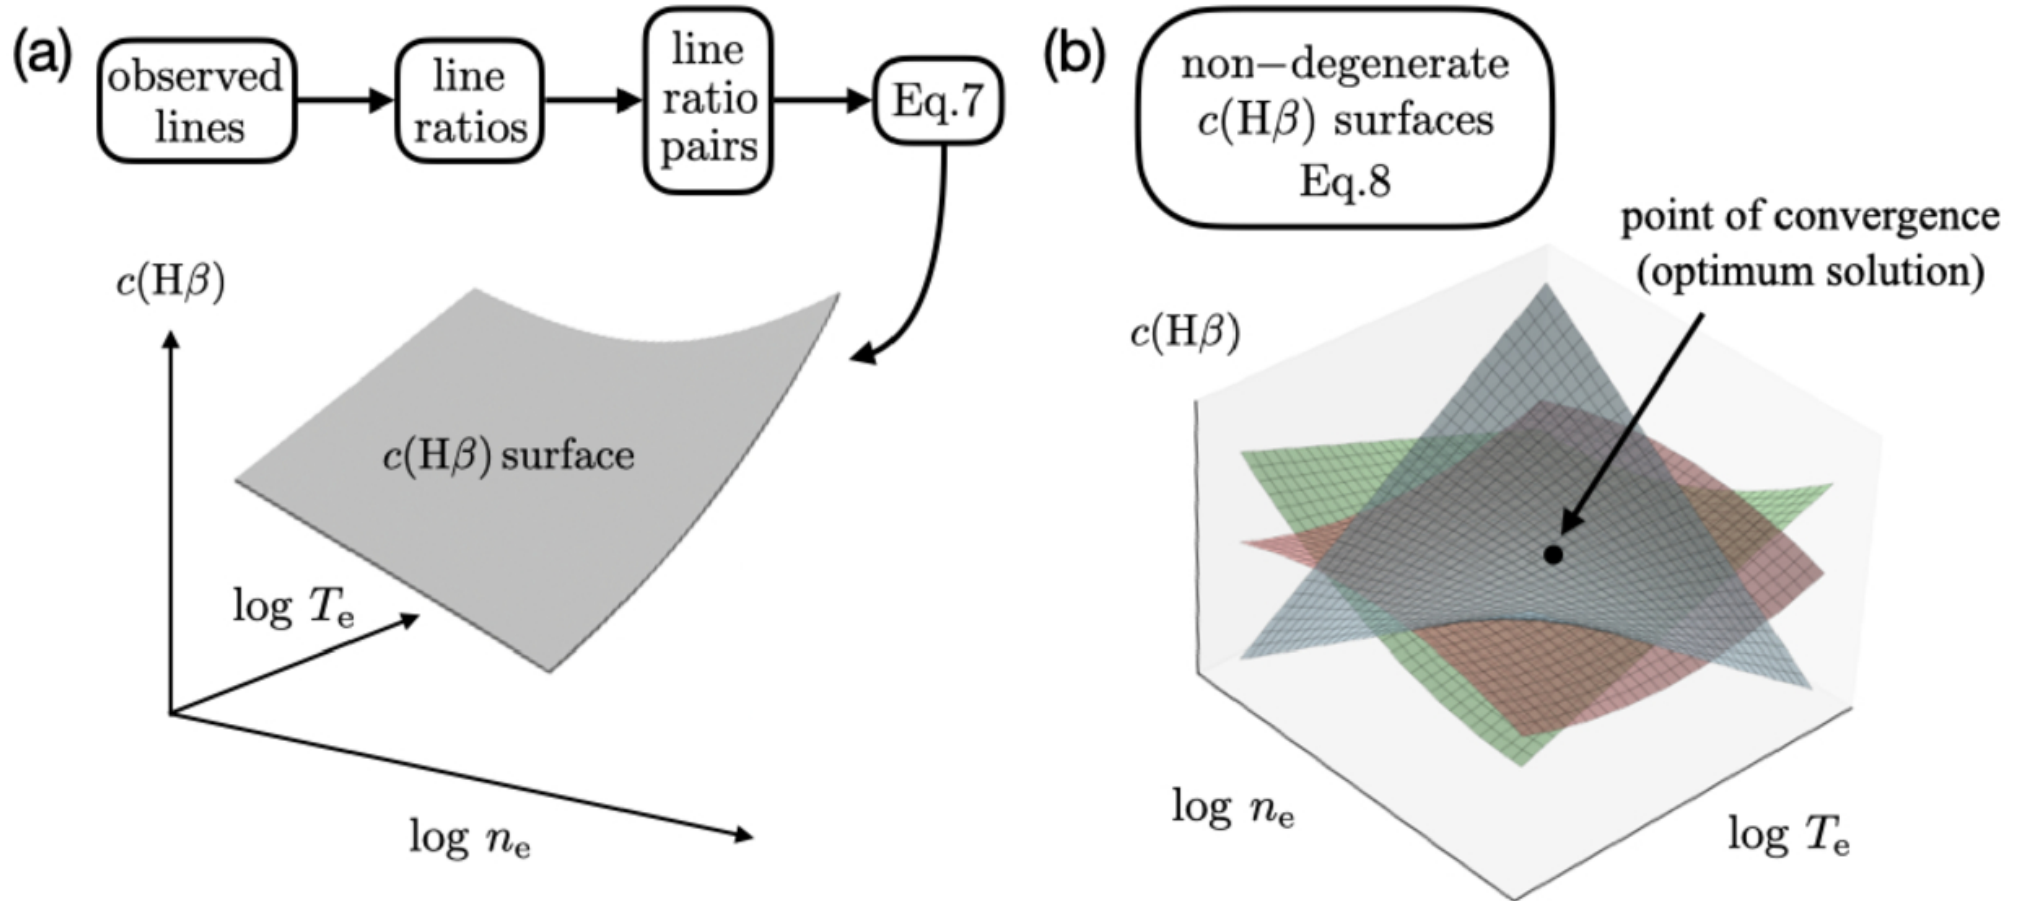 (a)
observed
lines
line
ratios
line
ratio
pairs
Eq.7
c(Hβ)
c(Hβ) surface
log Tₑ
log nₑ
(b)
non−degenerate
c(Hβ) surfaces
Eq.8
point of convergence
(optimum solution)
c(Hβ)
log nₑ
log Tₑ